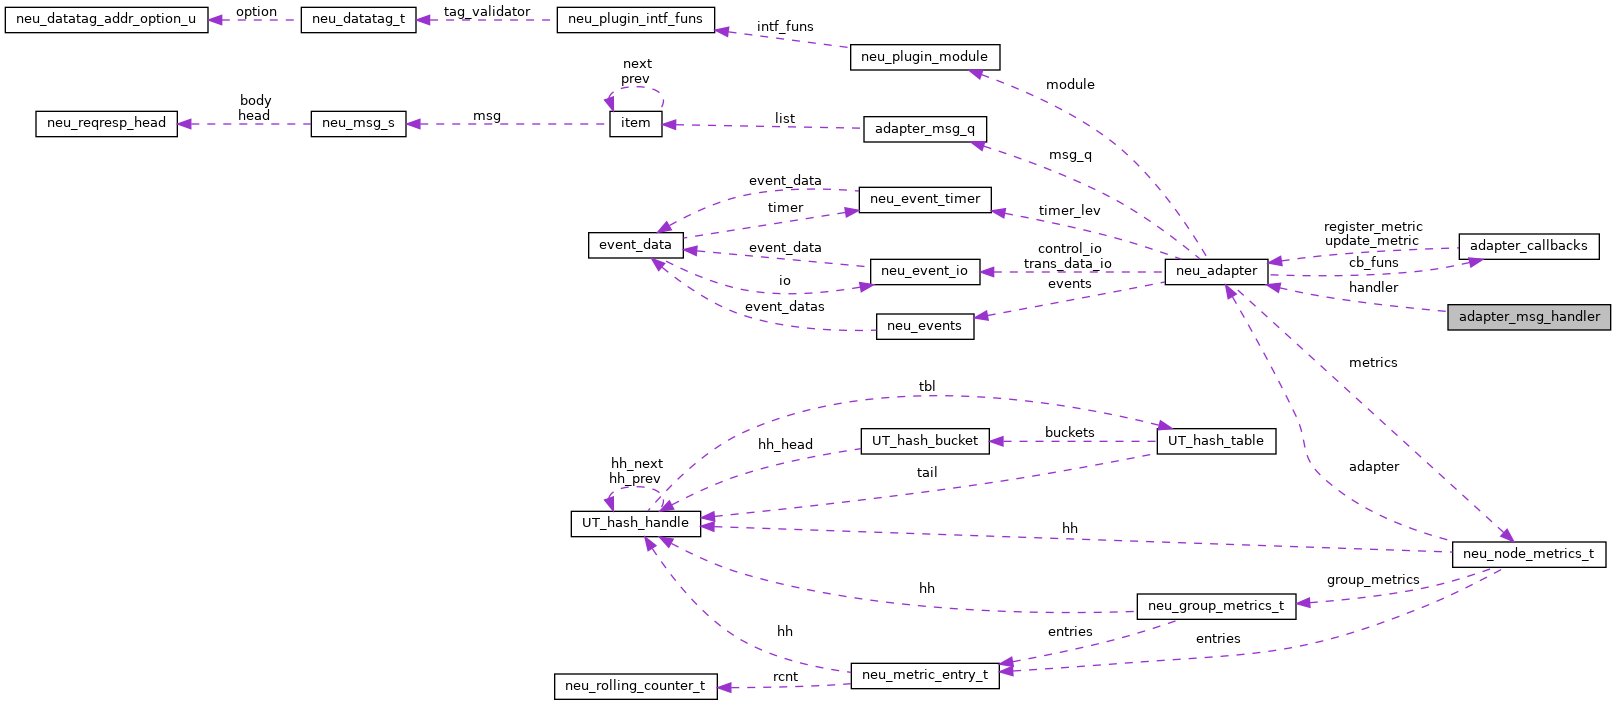 neu_datatag_addr_option_u
option
neu_datatag_t
tag_validator
neu_plugin_intf_funs
intf_funs
neu_plugin_module
module
next
prev
body
head
neu_reqresp_head
neu_msg_s
msg
item
list
adapter_msg_q
msg_q
event_data
neu_event_timer
timer
timer_lev
event_data
event_data
neu_event_io
io
control_io
trans_data_io
neu_adapter
register_metric
update_metric
adapter_callbacks
cb_funs
handler
adapter_msg_handler
events
event_datas
neu_events
metrics
tbl
UT_hash_bucket
buckets
UT_hash_table
hh_head
hh_next
hh_prev
tail
adapter
UT_hash_handle
hh
neu_node_metrics_t
group_metrics
hh
neu_group_metrics_t
hh
entries
entries
neu_metric_entry_t
rcnt
neu_rolling_counter_t